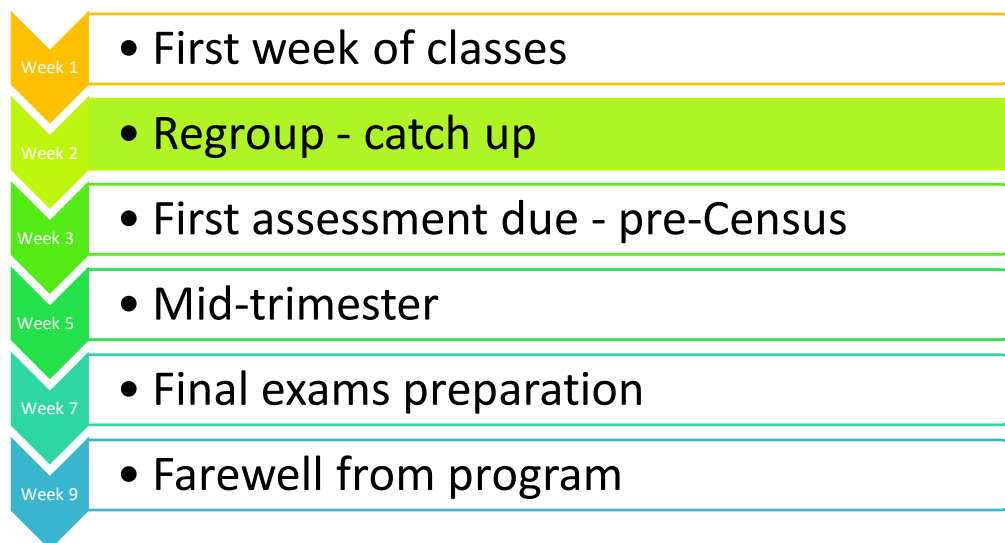 Week 1
• First week of classes
Week 2
• Regroup - catch up
Week 3
• First assessment due - pre-Census
Week 5
• Mid-trimester
Week 7
• Final exams preparation
Week 9
• Farewell from program